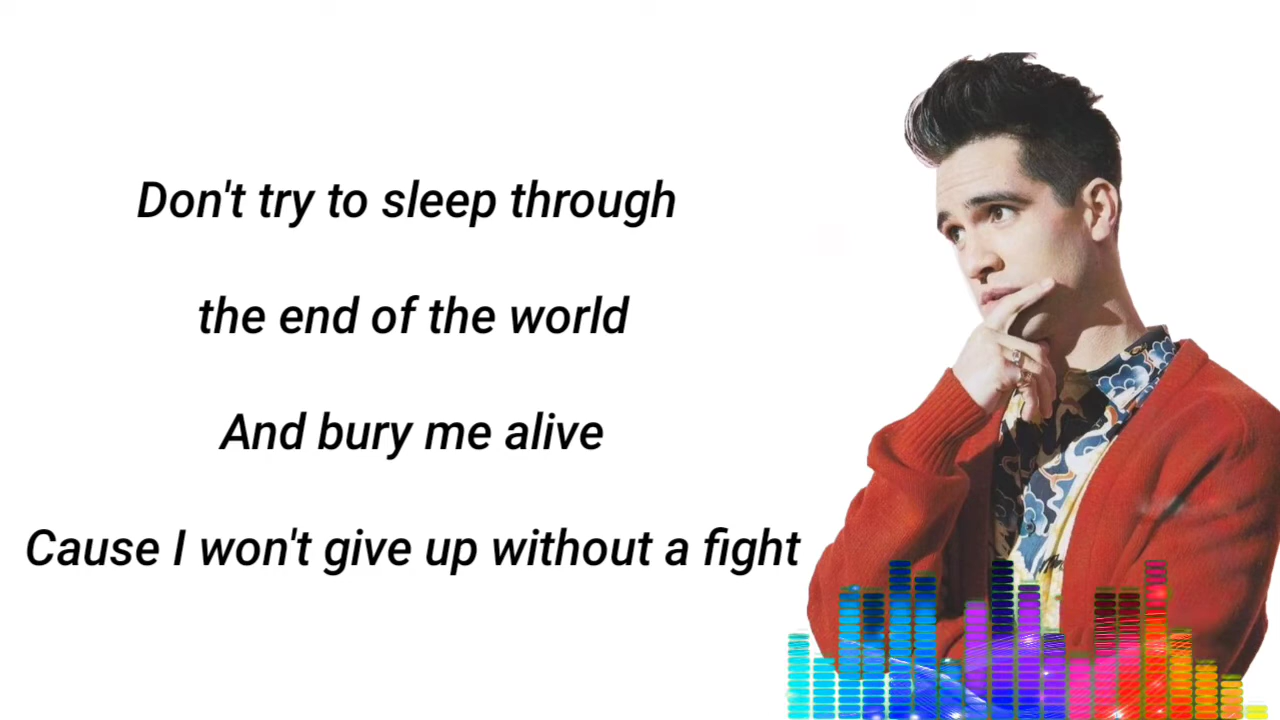 Don't try to sleep through
the end of the world
And bury me alive
Cause I won't give up without a fight